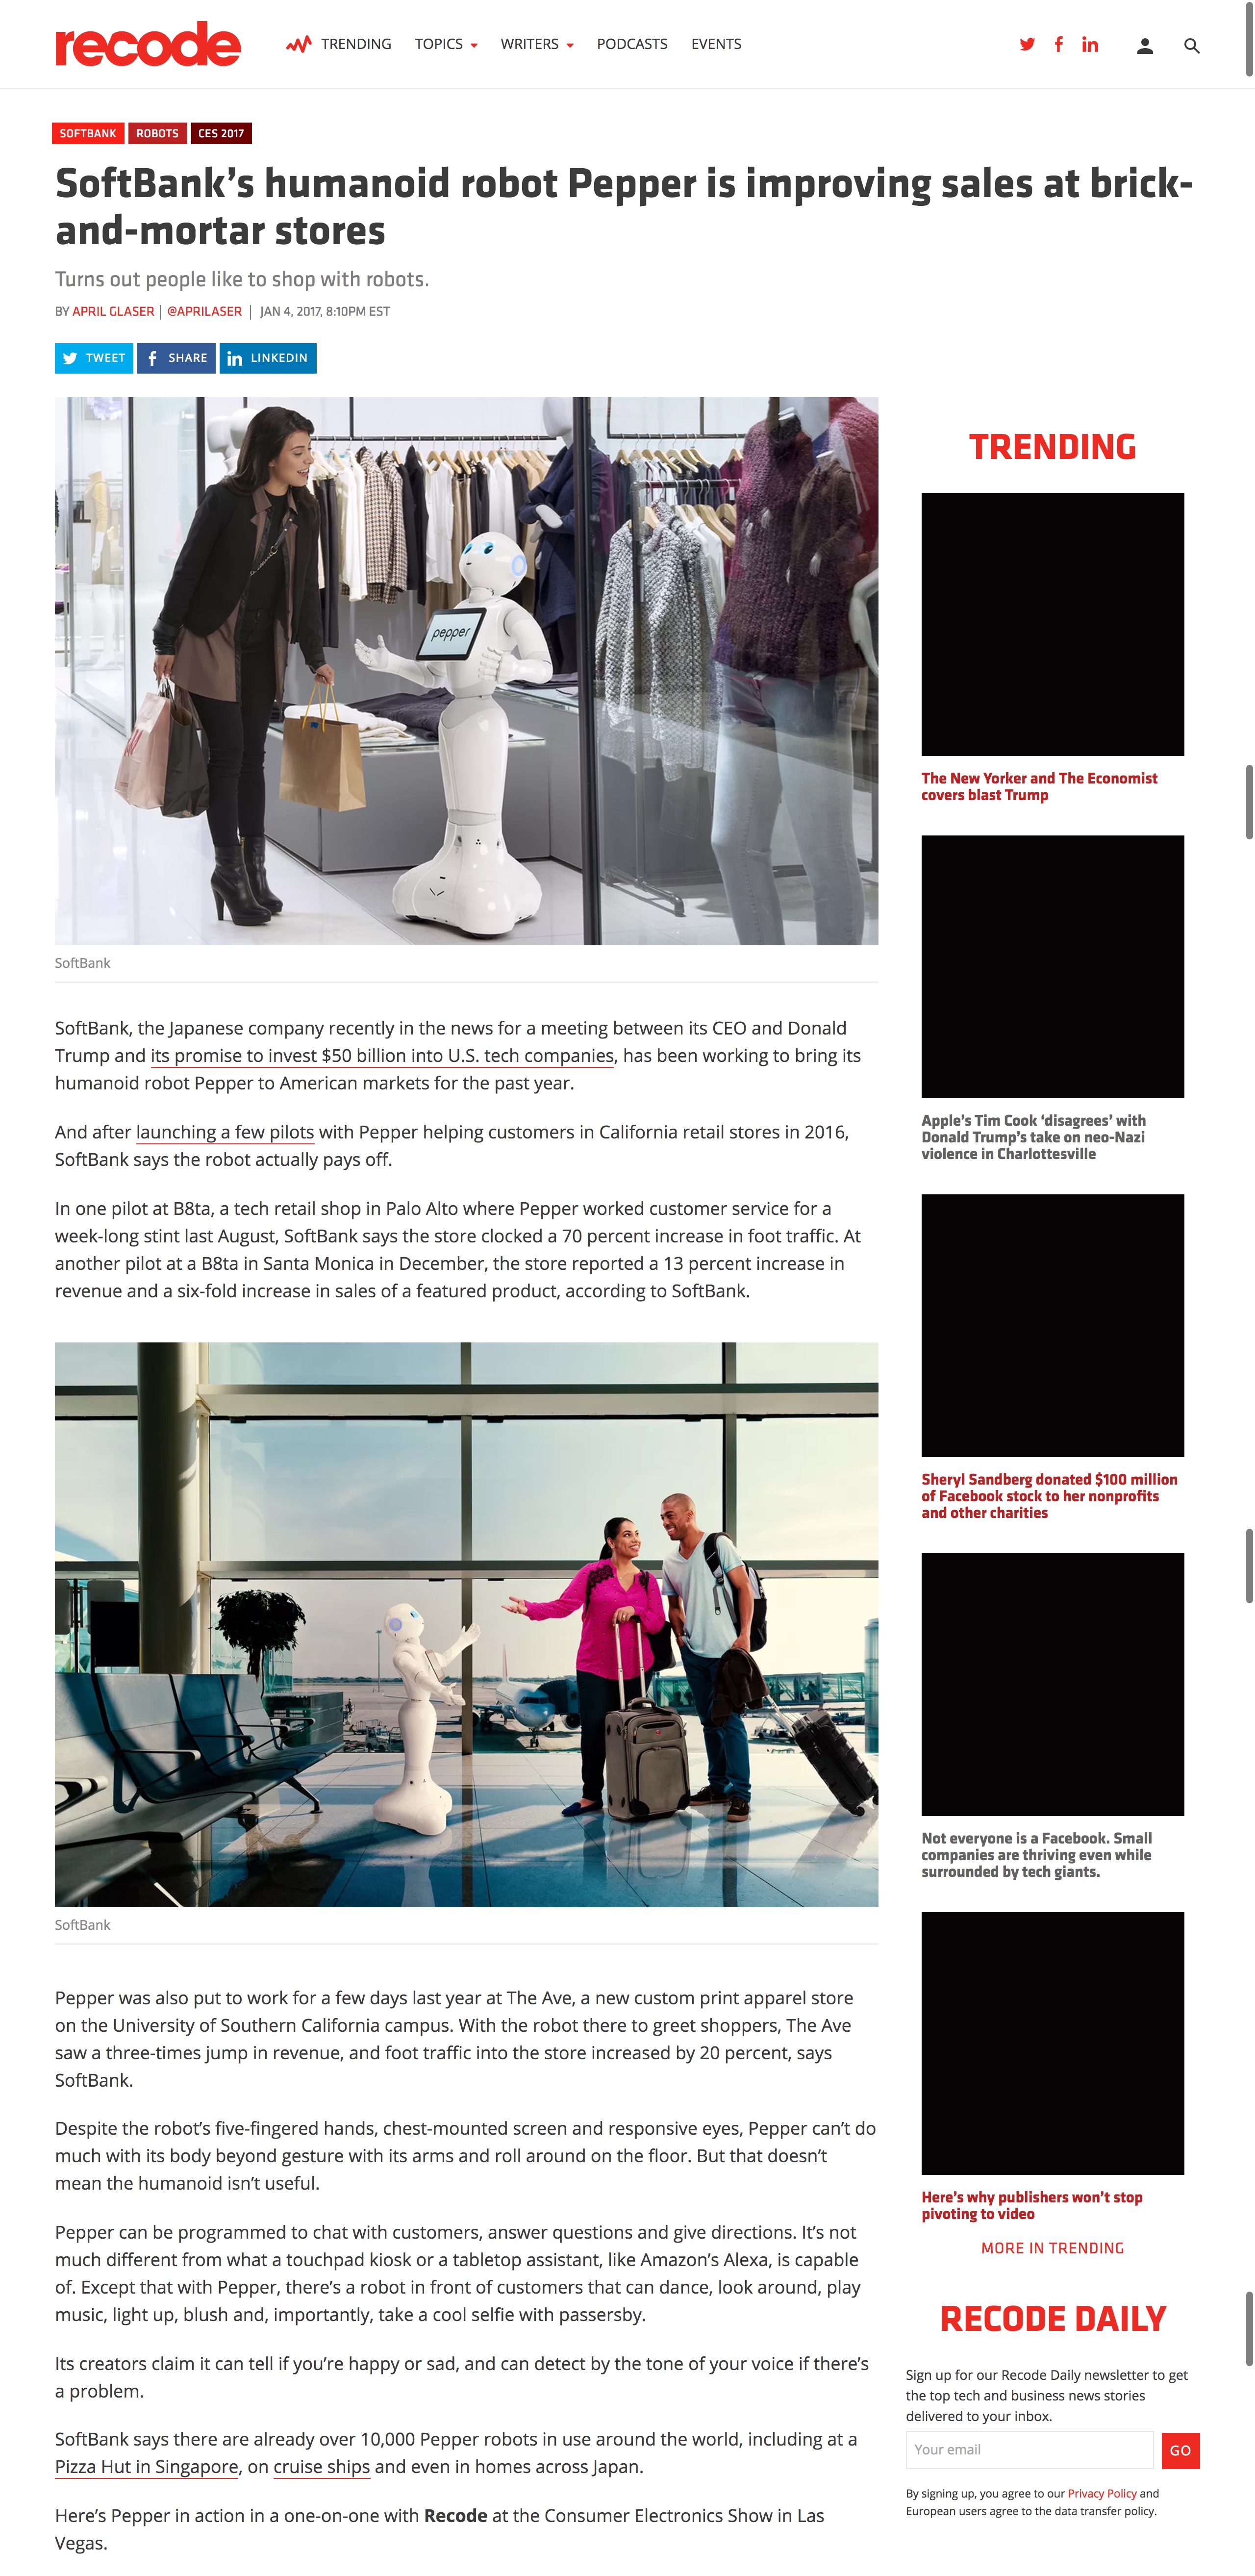 recode
TRENDING
TOPICS
WRITERS
PODCASTS
EVENTS
SOFTBANK
ROBOTS
CES 2017
SoftBank’s humanoid robot Pepper is improving sales at brick-
and-mortar stores
Turns out people like to shop with robots.
BY APRIL GLASER | @APRILASER | JAN 4, 2017, 8:10PM EST
TWEET
SHARE
LINKEDIN
pepper
SoftBank
SoftBank, the Japanese company recently in the news for a meeting between its CEO and Donald
Trump and its promise to invest $50 billion into U.S. tech companies, has been working to bring its
humanoid robot Pepper to American markets for the past year.
And after launching a few pilots with Pepper helping customers in California retail stores in 2016,
SoftBank says the robot actually pays off.
In one pilot at B8ta, a tech retail shop in Palo Alto where Pepper worked customer service for a
week-long stint last August, SoftBank says the store clocked a 70 percent increase in foot traffic. At
another pilot at a B8ta in Santa Monica in December, the store reported a 13 percent increase in
revenue and a six-fold increase in sales of a featured product, according to SoftBank.
SoftBank
Pepper was also put to work for a few days last year at The Ave, a new custom print apparel store
on the University of Southern California campus. With the robot there to greet shoppers, The Ave
saw a three-times jump in revenue, and foot traffic into the store increased by 20 percent, says
SoftBank.
Despite the robot’s five-fingered hands, chest-mounted screen and responsive eyes, Pepper can’t do
much with its body beyond gesture with its arms and roll around on the floor. But that doesn’t
mean the humanoid isn’t useful.
Pepper can be programmed to chat with customers, answer questions and give directions. It’s not
much different from what a touchpad kiosk or a tabletop assistant, like Amazon’s Alexa, is capable
of. Except that with Pepper, there’s a robot in front of customers that can dance, look around, play
music, light up, blush and, importantly, take a cool selfie with passersby.
Its creators claim it can tell if you’re happy or sad, and can detect by the tone of your voice if there’s
a problem.
SoftBank says there are already over 10,000 Pepper robots in use around the world, including at a
Pizza Hut in Singapore, on cruise ships and even in homes across Japan.
Here’s Pepper in action in a one-on-one with Recode at the Consumer Electronics Show in Las
Vegas.
TRENDING
The New Yorker and The Economist
covers blast Trump
Apple’s Tim Cook ‘disagrees’ with
Donald Trump’s take on neo-Nazi
violence in Charlottesville
Sheryl Sandberg donated $100 million
of Facebook stock to her nonprofits
and other charities
Not everyone is a Facebook. Small
companies are thriving even while
surrounded by tech giants.
Here’s why publishers won’t stop
pivoting to video
MORE IN TRENDING
RECODE DAILY
Sign up for our Recode Daily newsletter to get
the top tech and business news stories
delivered to your inbox.
Your email
GO
By signing up, you agree to our Privacy Policy and
European users agree to the data transfer policy.